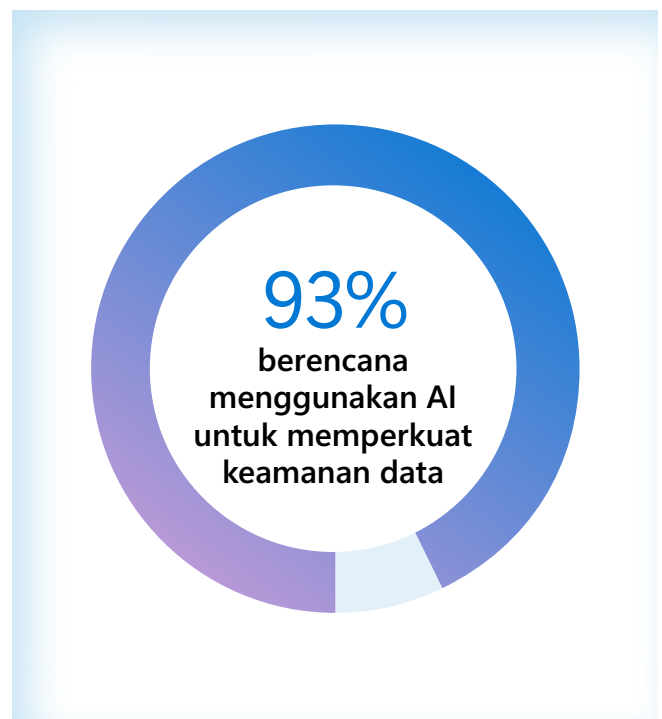 93%
berencana
menggunakan AI
untuk memperkuat
keamanan data